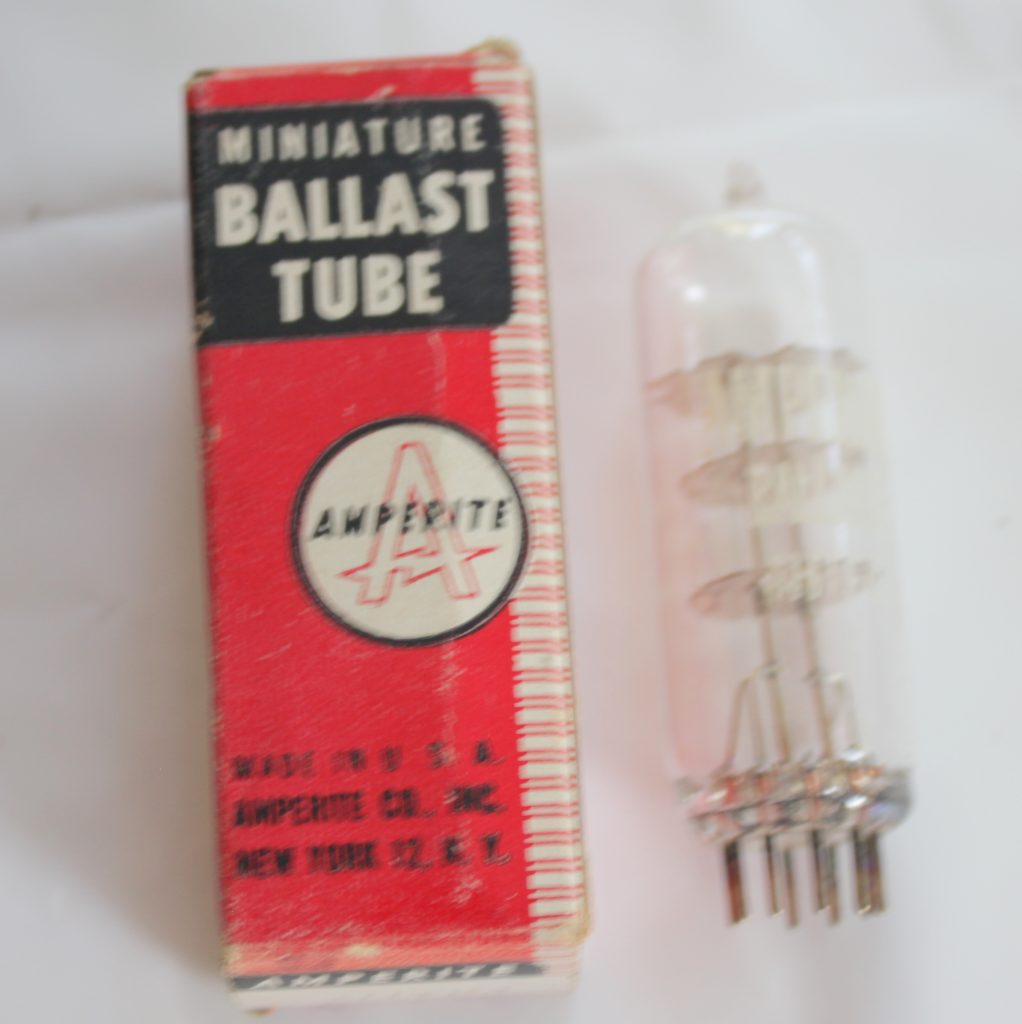 MINIATURE
BALLAST
TUBE
A
AMPERITE
MADE IN U. S. A.
AMPERITE CO., INC.
NEW YORK 12, N. Y.
AMPERITE